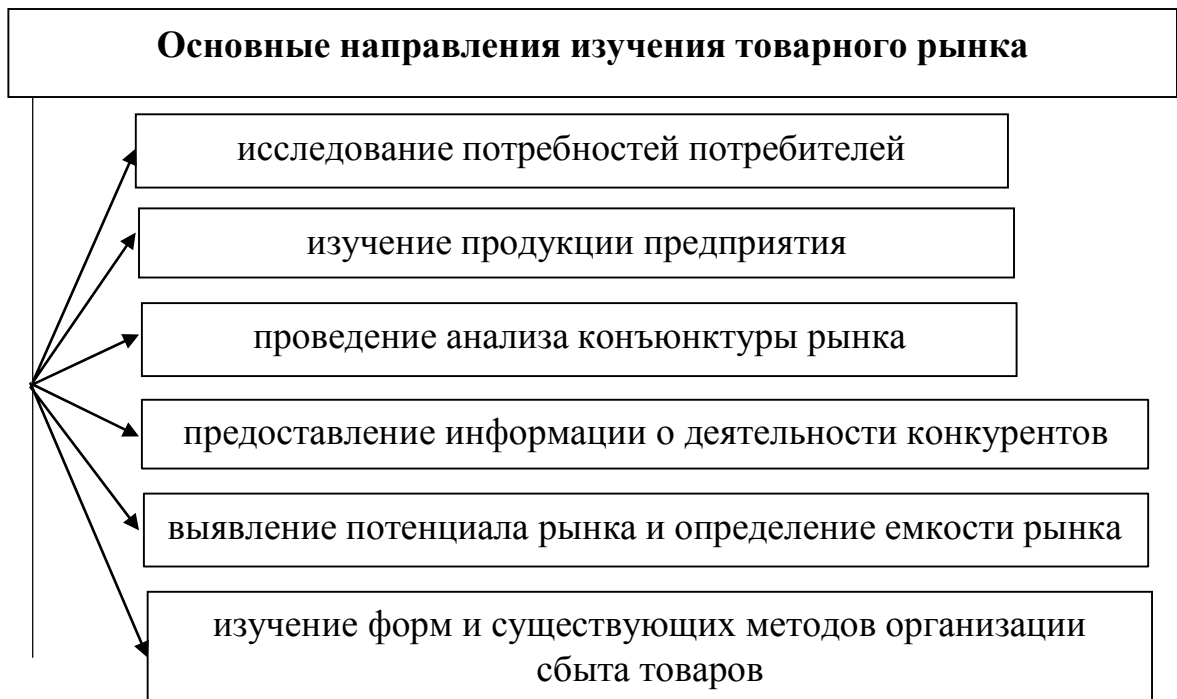 Основные направления изучения товарного рынка
исследование потребностей потребителей
изучение продукции предприятия
проведение анализа конъюнктуры рынка
предоставление информации о деятельности конкурентов
выявление потенциала рынка и определение емкости рынка
изучение форм и существующих методов организации
сбыта товаров